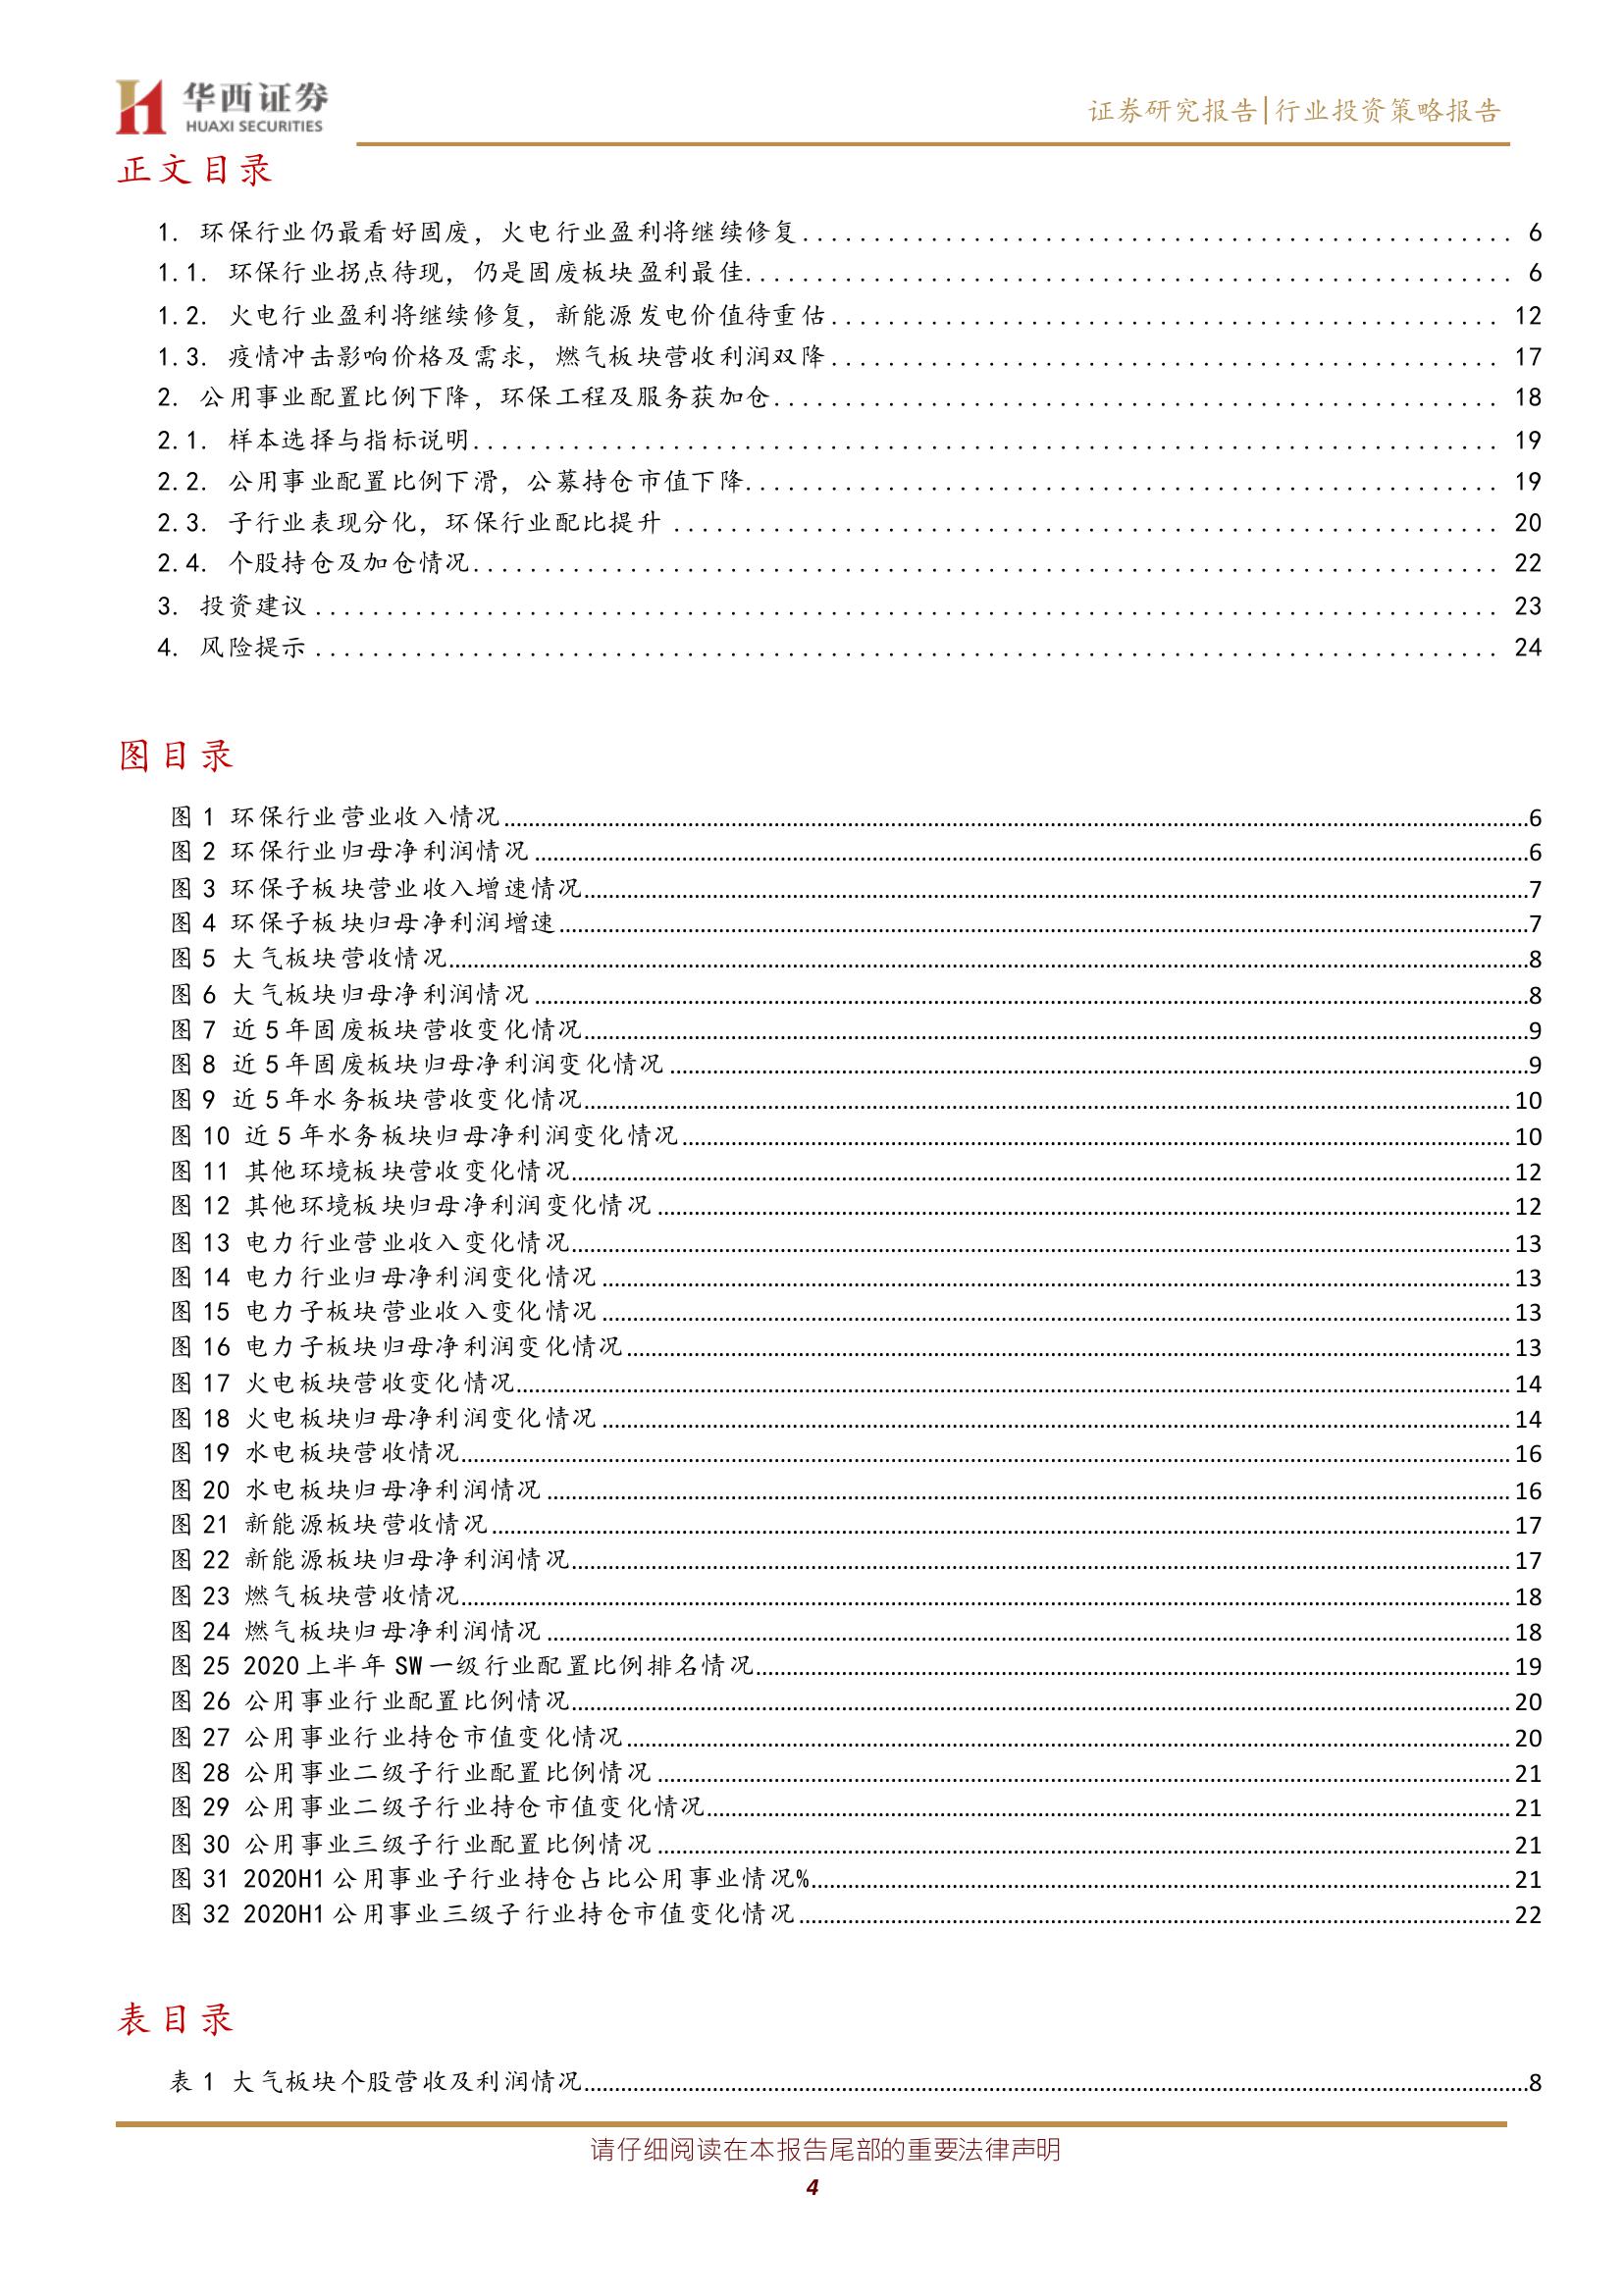 华西证券
HUAXI SECURITIES
证券研究报告|行业投资策略报告
正文目录
1. 环保行业仍最看好固废，火电行业盈利将继续修复 6
1.1. 环保行业拐点待现，仍是固废板块盈利最佳 6
1.2. 火电行业盈利将继续修复，新能源发电价值待重估 12
1.3. 疫情冲击影响价格及需求，燃气板块营收利润双降 17
2. 公用事业配置比例下降，环保工程及服务获加仓 18
2.1. 样本选择与指标说明 19
2.2. 公用事业配置比例下滑，公募持仓市值下降 19
2.3. 子行业表现分化，环保行业配比提升 20
2.4. 个股持仓及加仓情况 22
3. 投资建议 23
4. 风险提示 24
图目录
图 1 环保行业营业收入情况 6
图 2 环保行业归母净利润情况 6
图 3 环保子板块营业收入增速情况 7
图 4 环保子板块归母净利润增速 7
图 5 大气板块营收情况 8
图 6 大气板块归母净利润情况 8
图 7 近 5 年固废板块营收变化情况 9
图 8 近 5 年固废板块归母净利润变化情况 9
图 9 近 5 年水务板块营收变化情况 10
图 10 近 5 年水务板块归母净利润变化情况 10
图 11 其他环境板块营收变化情况 12
图 12 其他环境板块归母净利润变化情况 12
图 13 电力行业营业收入变化情况 13
图 14 电力行业归母净利润变化情况 13
图 15 电力子板块营业收入变化情况 13
图 16 电力子板块归母净利润变化情况 13
图 17 火电板块营收变化情况 14
图 18 火电板块归母净利润变化情况 14
图 19 水电板块营收情况 16
图 20 水电板块归母净利润情况 16
图 21 新能源板块营收情况 17
图 22 新能源板块归母净利润情况 17
图 23 燃气板块营收情况 18
图 24 燃气板块归母净利润情况 18
图 25 2020 上半年 SW 一级行业配置比例排名情况 19
图 26 公用事业行业配置比例情况 20
图 27 公用事业行业持仓市值变化情况 20
图 28 公用事业二级子行业配置比例情况 21
图 29 公用事业二级子行业持仓市值变化情况 21
图 30 公用事业三级子行业配置比例情况 21
图 31 2020H1 公用事业子行业持仓占比公用事业情况% 21
图 32 2020H1 公用事业三级子行业持仓市值变化情况 22
表目录
表 1 大气板块个股营收及利润情况 8
请仔细阅读在本报告尾部的重要法律声明
4